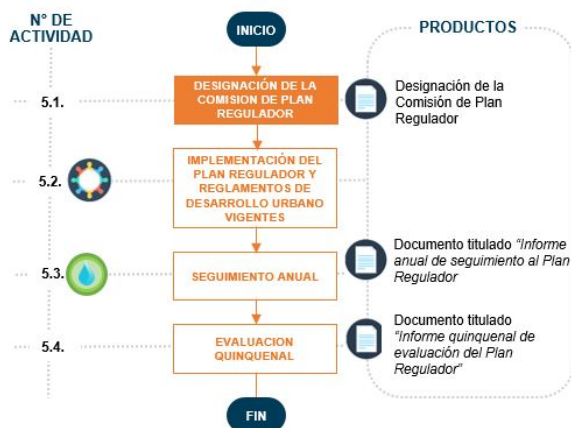 N° DE
ACTIVIDAD
INICIO
PRODUCTOS
5.1.
DESIGNACIÓN DE LA
COMISION DE PLAN
REGULADOR
Designación de la
Comisión de Plan
Regulador
5.2.
IMPLEMENTACIÓN DEL
PLAN REGULADOR Y
REGLAMENTOS DE
DESARROLLO URBANO
VIGENTES
5.3.
SEGUIMIENTO ANUAL
Documento titulado “Informe
anual de seguimiento al Plan
Regulador
5.4.
EVALUACION
QUINQUENAL
Documento titulado
“Informe quinquenal de
evaluación del Plan
Regulador”
FIN